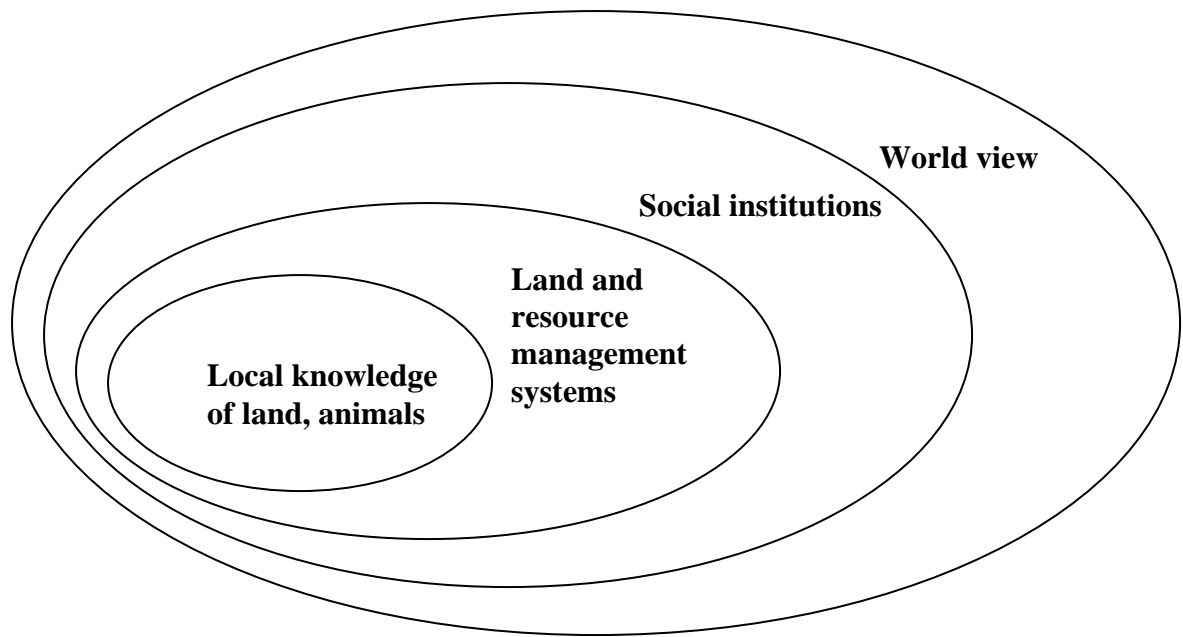 World view
Social institutions
Land and
resource
management
systems
Local knowledge
of land, animals